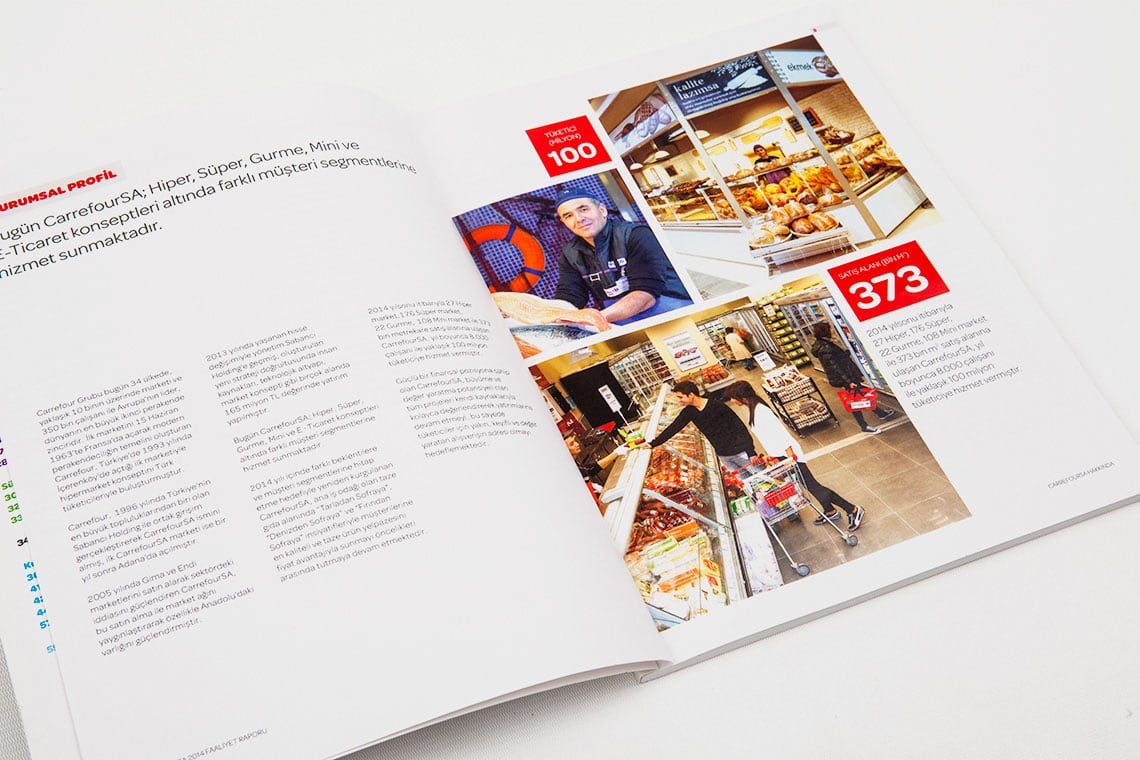 URUMSAL PROFİL
bugün CarrefourSA; Hiper, Süper, Gurme, Mini ve
E-Ticaret konseptleri altında farklı müşteri segmentlerine
hizmet sunmaktadır.
Carrefour Grubu bugün 34 ülkede,
yaklaşık 10 binin üzerinde market ve
350 bin çalışanı ile Avrupa'nın lider,
dünyanın en büyük ikinci perakende
zinciridir. İlk marketini 15 Haziran
1963'te Fransa'da açarak modern
perakendeciliğin temelini oluşturan
Carrefour, Türkiye'de 1993 yılında
İçerenköy'de açtığı ilk marketiyle
hipermarket konseptini Türk
tüketicileriyle buluşturmuştur.
Carrefour, 1996 yılında Türkiye'nin
en büyük topluluklarından biri olan
Sabancı Holding ile ortak girişim
gerçekleştirerek CarrefourSA ismini
almış, ilk CarrefourSA market ise bir
yıl sonra Adana'da açılmıştır.
2005 yılında Gima ve Endi
marketlerini satın alarak sektördeki
iddiasını güçlendiren CarrefourSA,
bu satın alma ile market ağını
yaygınlaştırarak özellikle Anadolu'daki
varlığını güçlendirmiştir.
2013 yılında yaşanan hisse
değişimiyle yönetim Sabancı
Holding'e geçmiş, oluşturulan
yeni strateji doğrultusunda insan
kaynakları, teknoloji altyapı,
market konsepti gibi birçok alanda
165 milyon TL değerinde yatırım
yapılmıştır.
Bugün CarrefourSA; Hiper, Süper,
Gurme, Mini ve E - Ticaret konseptleri
altında farklı müşteri segmentlerine
hizmet sunmaktadır.
2014 yılı içinde farklı beklentilere
ve müşteri segmentlerine hitap
etme hedefiyle yeniden kurgulanan
CarrefourSA, ana iş odağı olan taze
gıda alanında "Tarladan Sofraya",
"Denizden Sofraya" ve "Fırından
Sofraya" insiyatifleriyle müşterilerine
en kaliteli ve taze ürün yelpazesini
fiyat avantajıyla sunmayı öncelikleri
arasında tutmaya devam etmektedir.
2014 yılsonu itibarıyla 27 Hiper
market, 176 Süper market,
22 Gurme, 108 Mini market ile 373
bin metrekare satış alanına ulaşan
CarrefourSA, yıl boyunca 8.000
çalışanı ile yaklaşık 100 milyon
tüketiciye hizmet vermiştir.
Güçlü bir finansal pozisyona sahip
olan CarrefourSA, büyüme ve
değer yaratma potansiyeli olan
tüm projeleri kendi kaynaklarıyla
kolayca değerlendirerek yatırımlarına
devam etmeyi, bu sayede
tüketiciler için yakın, keyifli ve değer
yaratan alışverişin adresi olmayı
hedeflemektedir.
2014 FAALİYET RAPORU
TÜKETİCİ
(MİLYON)
100
kalite
lazımsa
ekmek
SATIŞ ALANI (BİN M²)
373
2014 yılsonu itibarıyla
27 Hiper, 176 Süper,
22 Gurme, 108 Mini market
ile 373 bin m² satış alanına
ulaşan CarrefourSA, yıl
boyunca 8.000 çalışanı
ile yaklaşık 100 milyon
tüketiciye hizmet vermiştir.
CARREFOURSA HAKKINDA